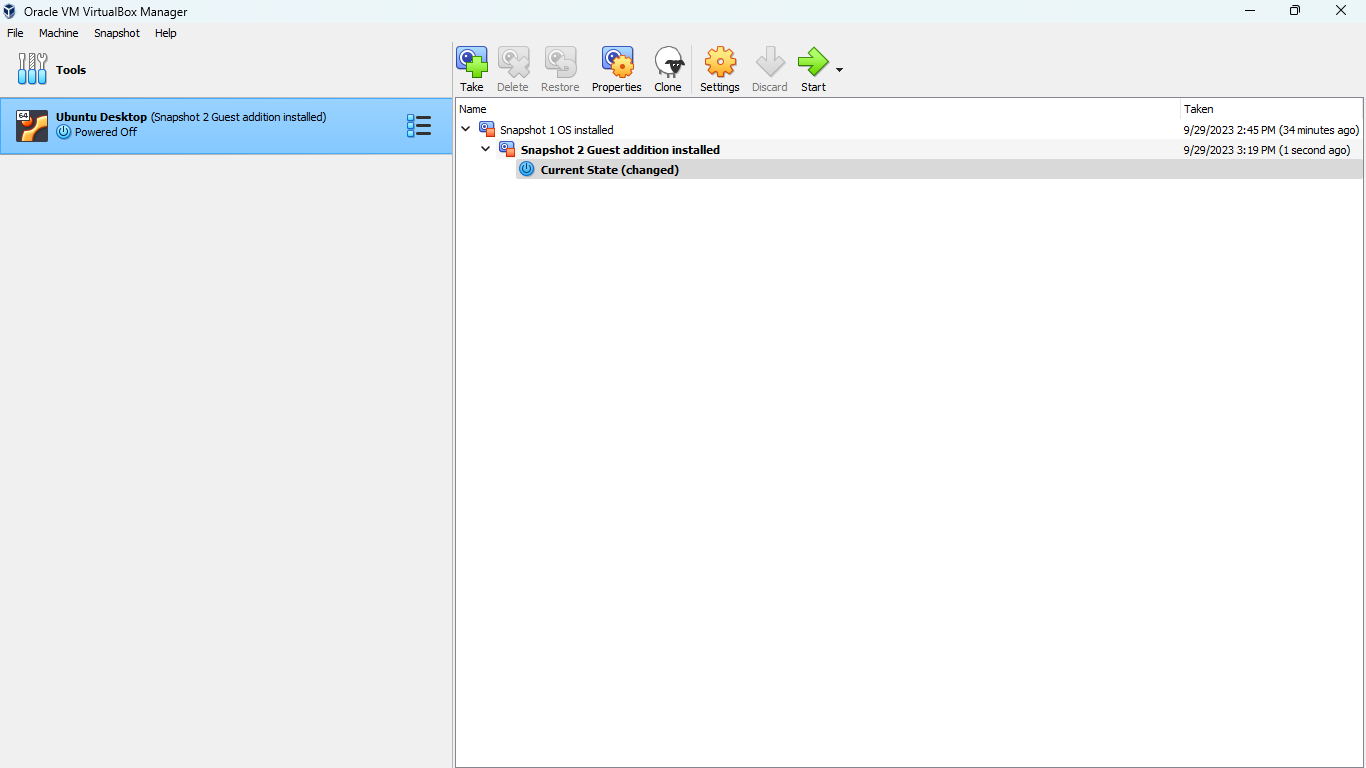 Oracle VM VirtualBox Manager
File Machine Snapshot Help
Tools
Take Delete Restore Properties Clone Settings Discard Start
64
Ubuntu Desktop (Snapshot 2 Guest addition installed)
Powered Off
Name Taken
Snapshot 1 OS installed 9/29/2023 2:45 PM (34 minutes ago)
Snapshot 2 Guest addition installed 9/29/2023 3:19 PM (1 second ago)
Current State (changed)